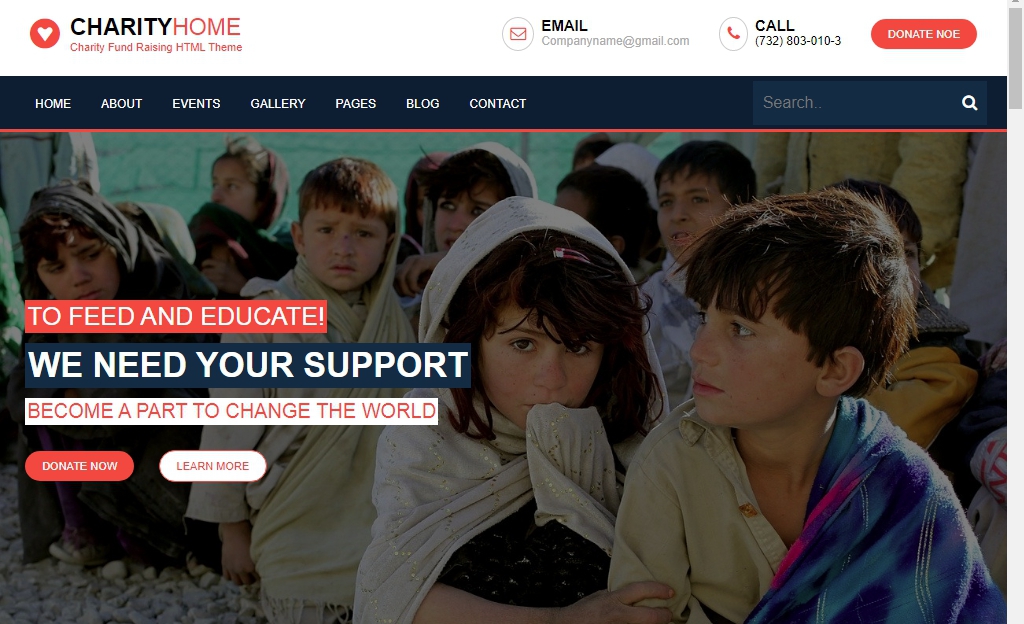 CHARITYHOME
Charity Fund Raising HTML Theme
EMAIL
Companyname@gmail.com
CALL
(732) 803-010-3
DONATE NOE
HOME ABOUT EVENTS GALLERY PAGES BLOG CONTACT
Search..
TO FEED AND EDUCATE!
WE NEED YOUR SUPPORT
BECOME A PART TO CHANGE THE WORLD
DONATE NOW LEARN MORE